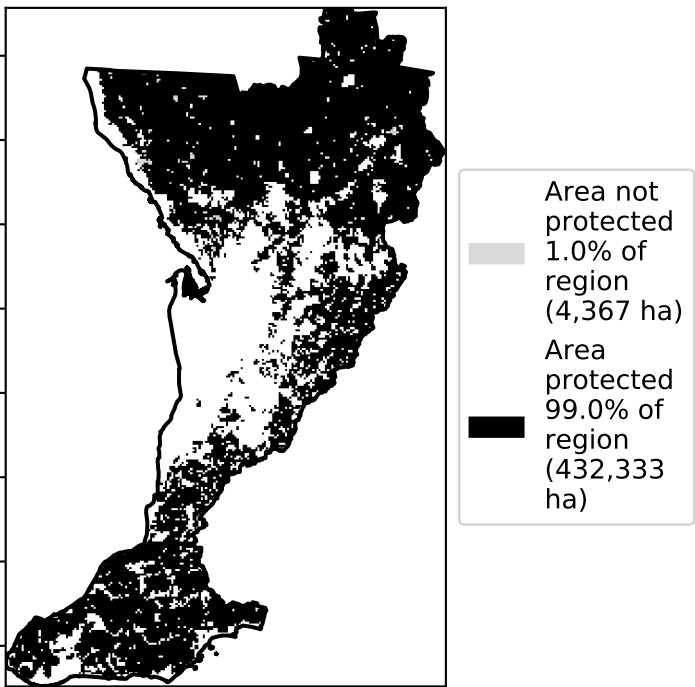 Area not
protected
1.0% of
region
(4,367 ha)
Area
protected
99.0% of
region
(432,333
ha)